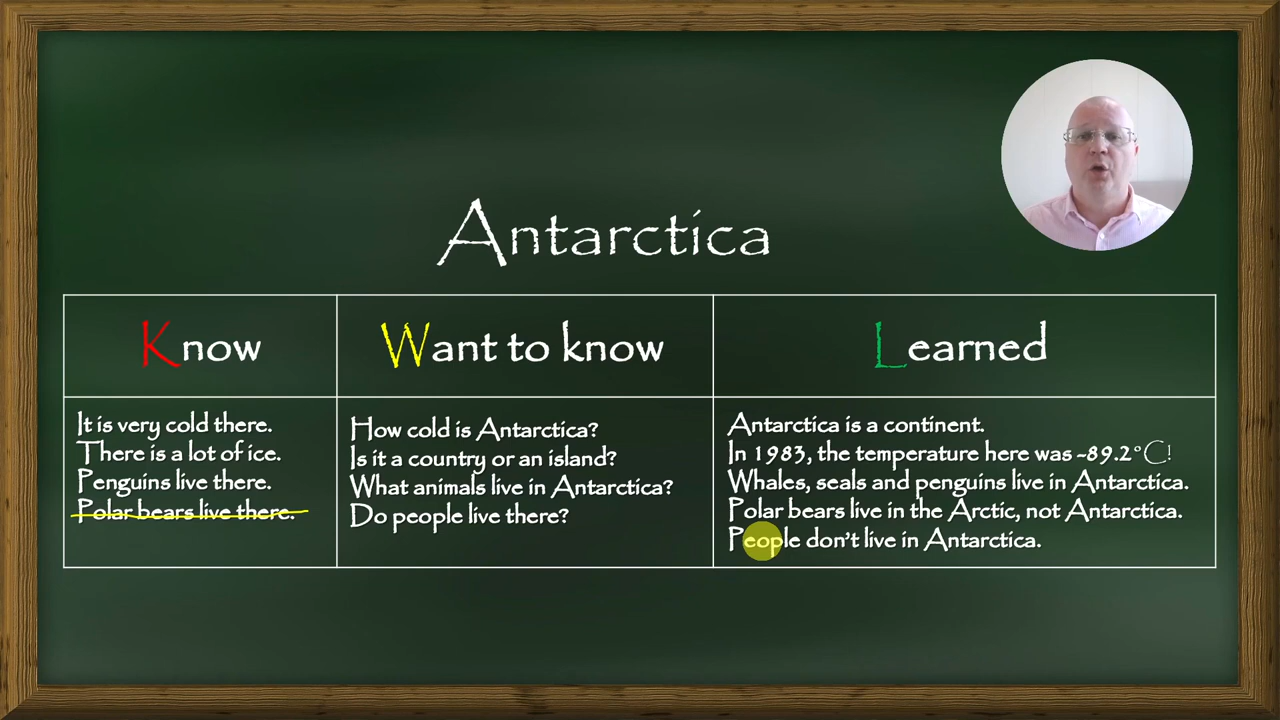 Antarctica
Know
Want to know
Learned
It is very cold there.
There is a lot of ice.
Penguins live there.
Polar bears live there.
How cold is Antarctica?
Is it a country or an island?
What animals live in Antarctica?
Do people live there?
Antarctica is a continent.
In 1983, the temperature here was -89.2°C!
Whales, seals and penguins live in Antarctica.
Polar bears live in the Arctic, not Antarctica.
People don't live in Antarctica.